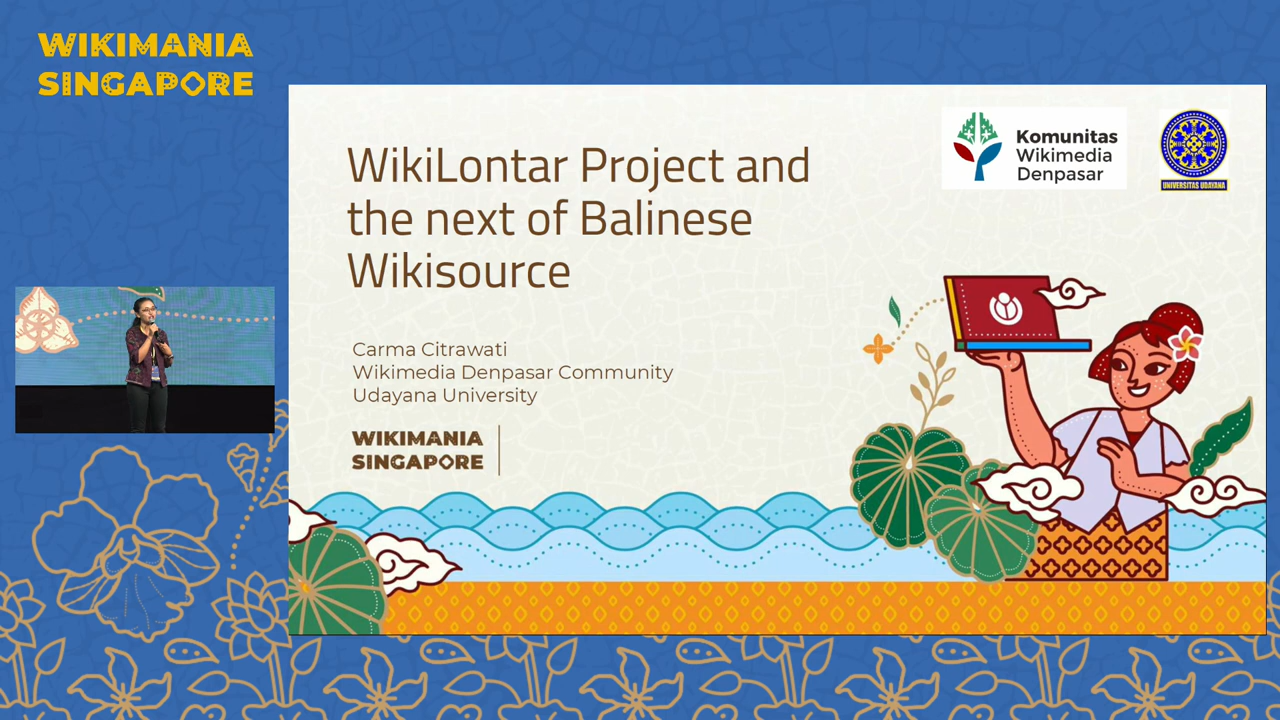 WIKIMANIA
SINGAPORE
Komunitas
Wikimedia
Denpasar
UNIVERSITAS UDAYANA
WikiLontar Project and
the next of Balinese
Wikisource
Carma Citrawati
Wikimedia Denpasar Community
Udayana University
WIKIMANIA
SINGAPORE